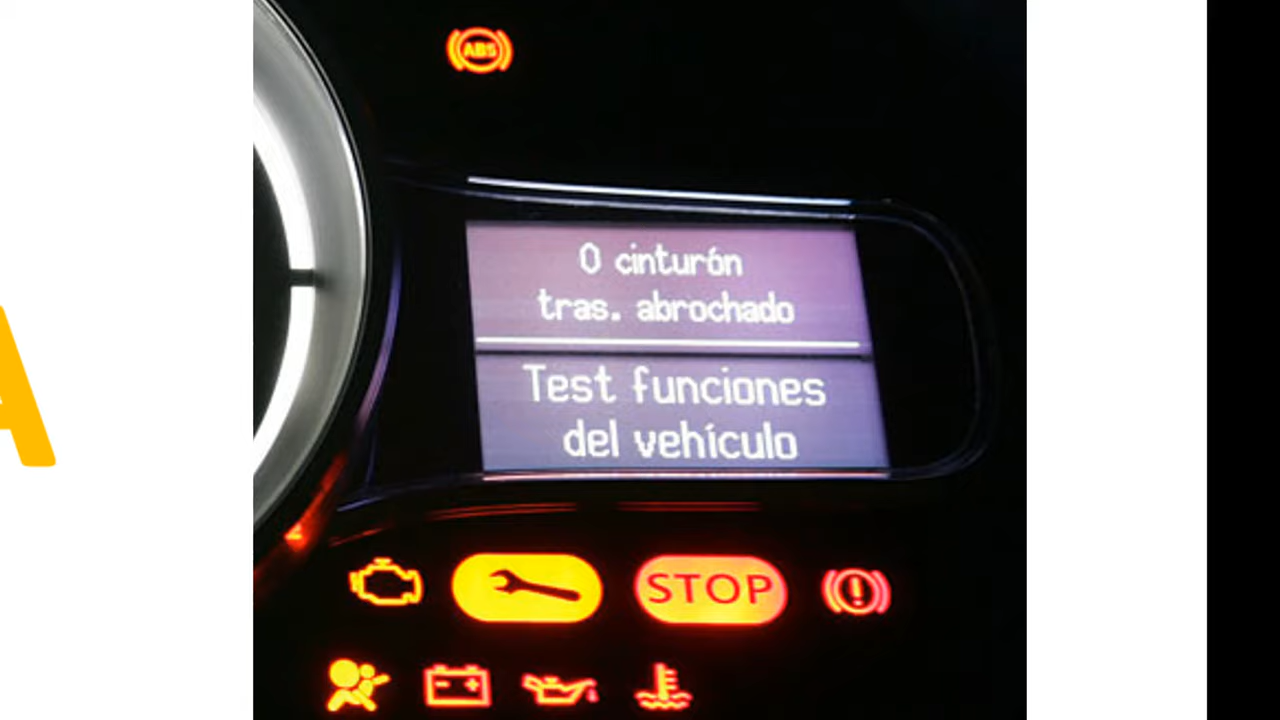 A
ABS
0 cinturón
tras. abrochado
Test funciones
del vehículo
STOP